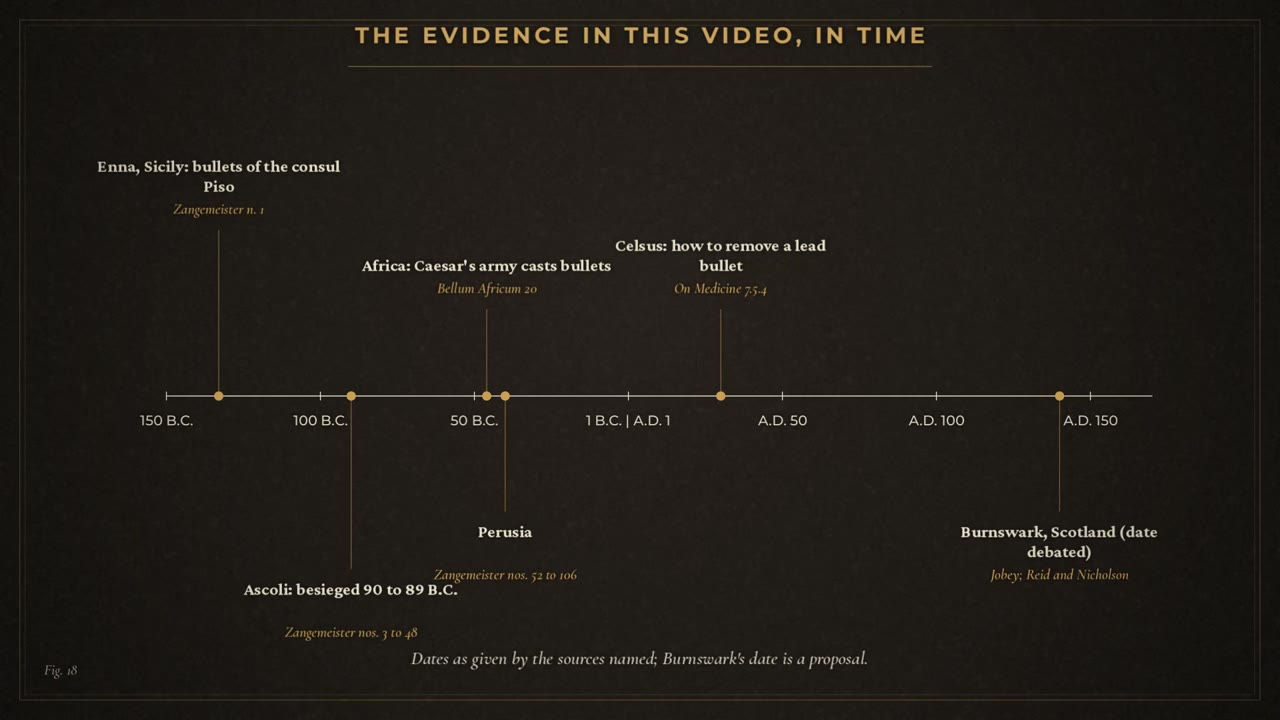 THE EVIDENCE IN THIS VIDEO, IN TIME
Enna, Sicily: bullets of the consul
Piso
Zangemeister n. 1
Africa: Caesar's army casts bullets
Bellum Africum 20
Celsus: how to remove a lead
bullet
On Medicine 7.5.4
150 B.C.
100 B.C.
50 B.C.
1 B.C. | A.D. 1
A.D. 50
A.D. 100
A.D. 150
Perusia
Zangemeister nos. 52 to 106
Burnswark, Scotland (date
debated)
Jobey; Reid and Nicholson
Ascoli: besieged 90 to 89 B.C.
Zangemeister nos. 3 to 48
Dates as given by the sources named; Burnswark's date is a proposal.
Fig. 18